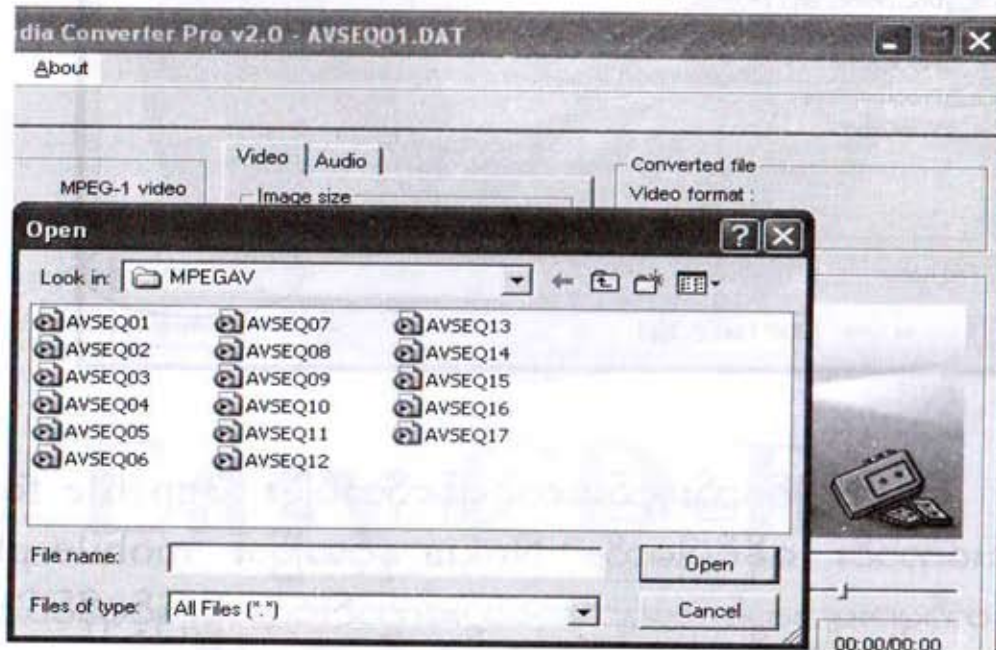 dia Converter Pro v2.0 - AVSEQ01.DAT
About
Video Audio
Converted file
MPEG-1 video
Image size
Video format :
Open
Look in: MPEGAV
AVSEQ01 AVSEQ07 AVSEQ13
AVSEQ02 AVSEQ08 AVSEQ14
AVSEQ03 AVSEQ09 AVSEQ15
AVSEQ04 AVSEQ10 AVSEQ16
AVSEQ05 AVSEQ11 AVSEQ17
AVSEQ06 AVSEQ12
File name: Open
Files of type: All Files (*.*) Cancel
00:00/00:00